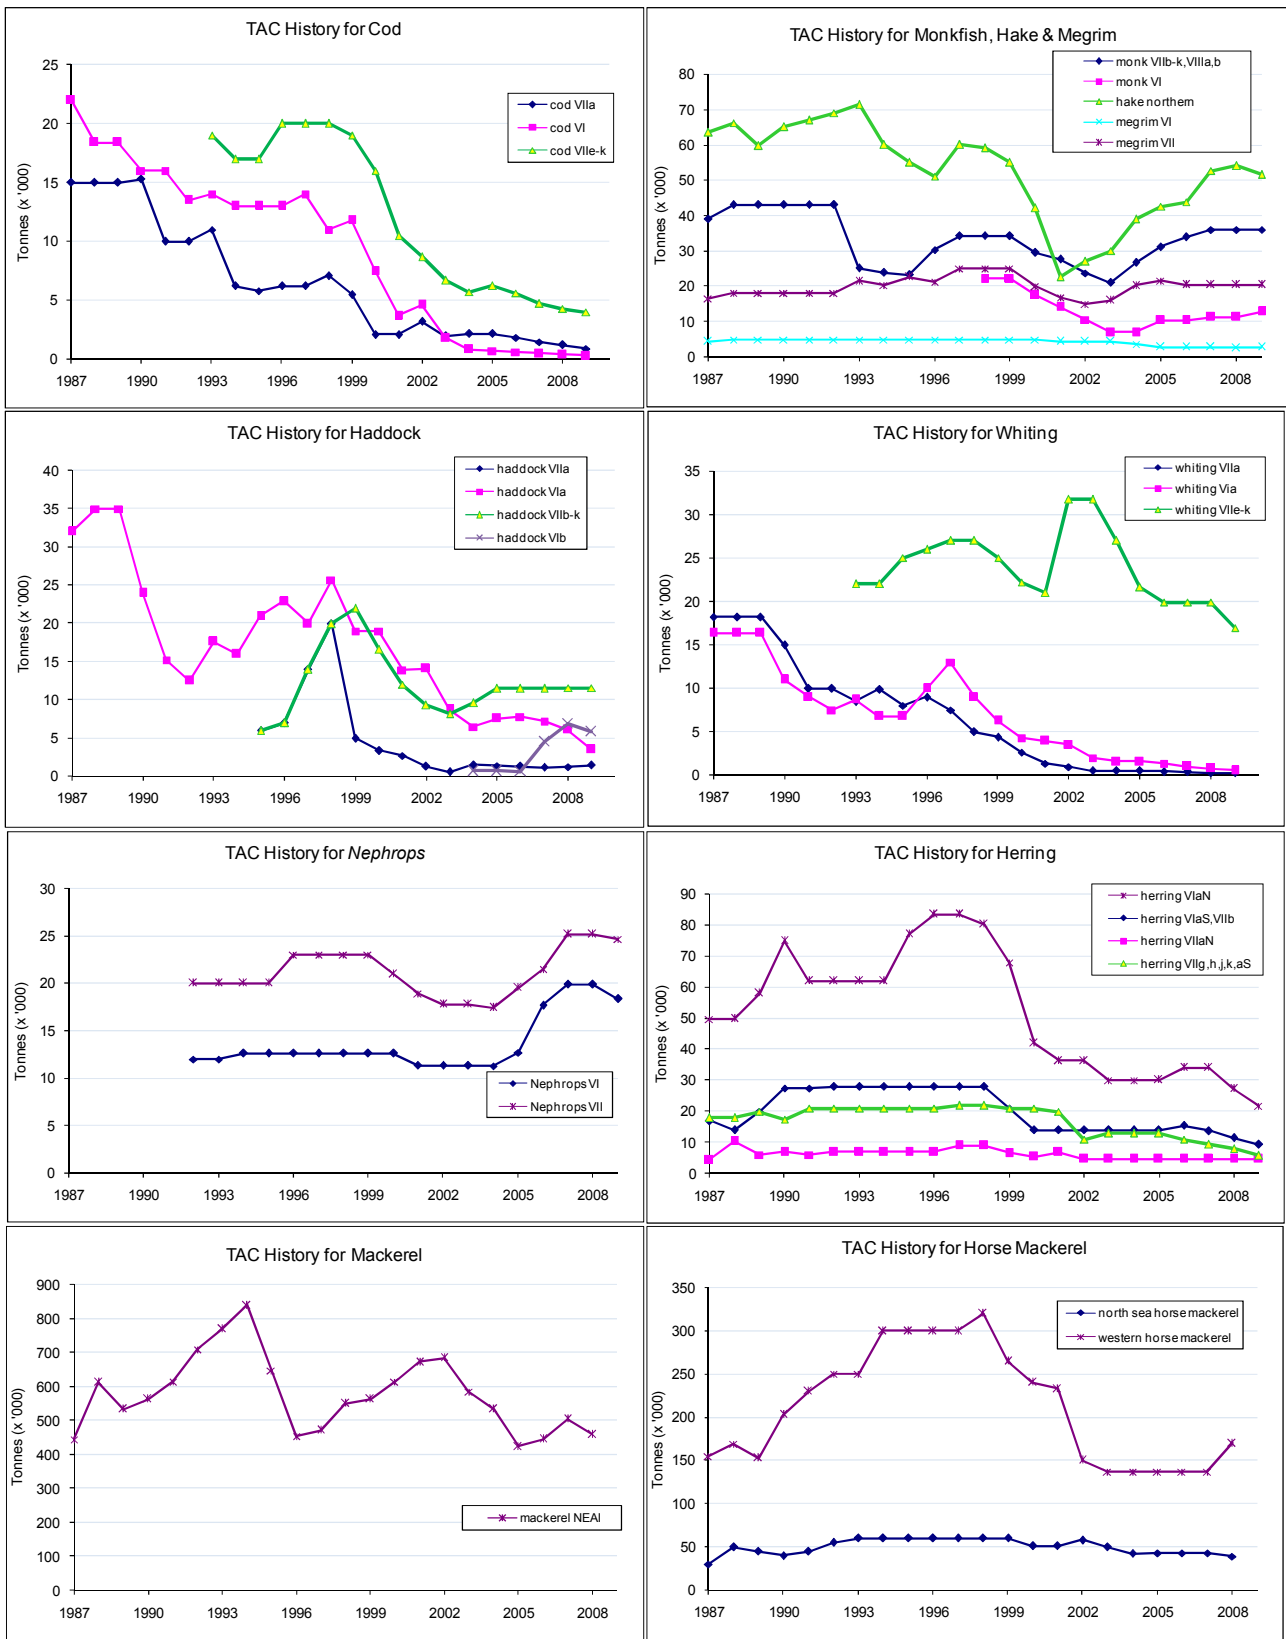 TAC History for Cod
25
20
15
10
5
0
Tonnes (x '000)
1987 1990 1993 1996 1999 2002 2005 2008
cod VIIa
cod VI
cod VIIe-k
TAC History for Monkfish, Hake & Megrim
80
70
60
50
40
30
20
10
0
Tonnes (x '000)
1987 1990 1993 1996 1999 2002 2005 2008
monk VIIb-k,VIIIa,b
monk VI
hake northern
megrim VI
megrim VII
TAC History for Haddock
40
35
30
25
20
15
10
5
0
Tonnes (x '000)
1987 1990 1993 1996 1999 2002 2005 2008
haddock VIIa
haddock VIa
haddock VIIb-k
haddock VIb
TAC History for Whiting
35
30
25
20
15
10
5
0
Tonnes (x '000)
1987 1990 1993 1996 1999 2002 2005 2008
whiting VIIa
whiting Via
whiting VIIe-k
TAC History for Nephrops
30
25
20
15
10
5
0
Tonnes (x '000)
1987 1990 1993 1996 1999 2002 2005 2008
Nephrops VI
Nephrops VII
TAC History for Herring
90
80
70
60
50
40
30
20
10
0
Tonnes (x '000)
1987 1990 1993 1996 1999 2002 2005 2008
herring VIaN
herring VIaS,VIIb
herring VIIaN
herring VIIg,h,j,k,aS
TAC History for Mackerel
900
800
700
600
500
400
300
200
100
0
Tonnes (x '000)
1987 1990 1993 1996 1999 2002 2005 2008
mackerel NEAI
TAC History for Horse Mackerel
350
300
250
200
150
100
50
0
Tonnes (x '000)
1987 1990 1993 1996 1999 2002 2005 2008
north sea horse mackerel
western horse mackerel